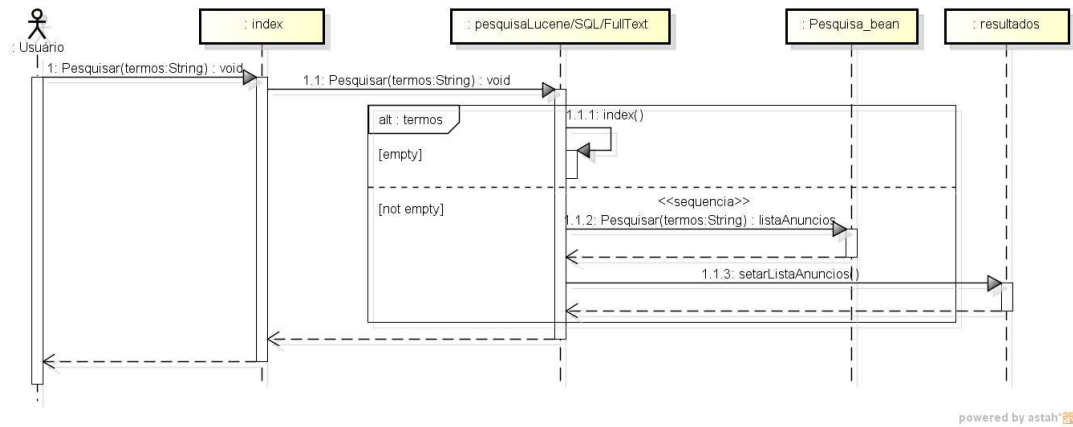 : Usuário
: index
: pesquisaLucene/SQL/FullText
: Pesquisa_bean
: resultados
1: Pesquisar(termos:String) : void
1.1: Pesquisar(termos:String) : void
alt : termos
1.1.1: index()
[empty]
[not empty]
<<sequencia>>
1.1.2: Pesquisar(termos:String) : listaAnuncios
1.1.3: setarListaAnuncios()
powered by astah*